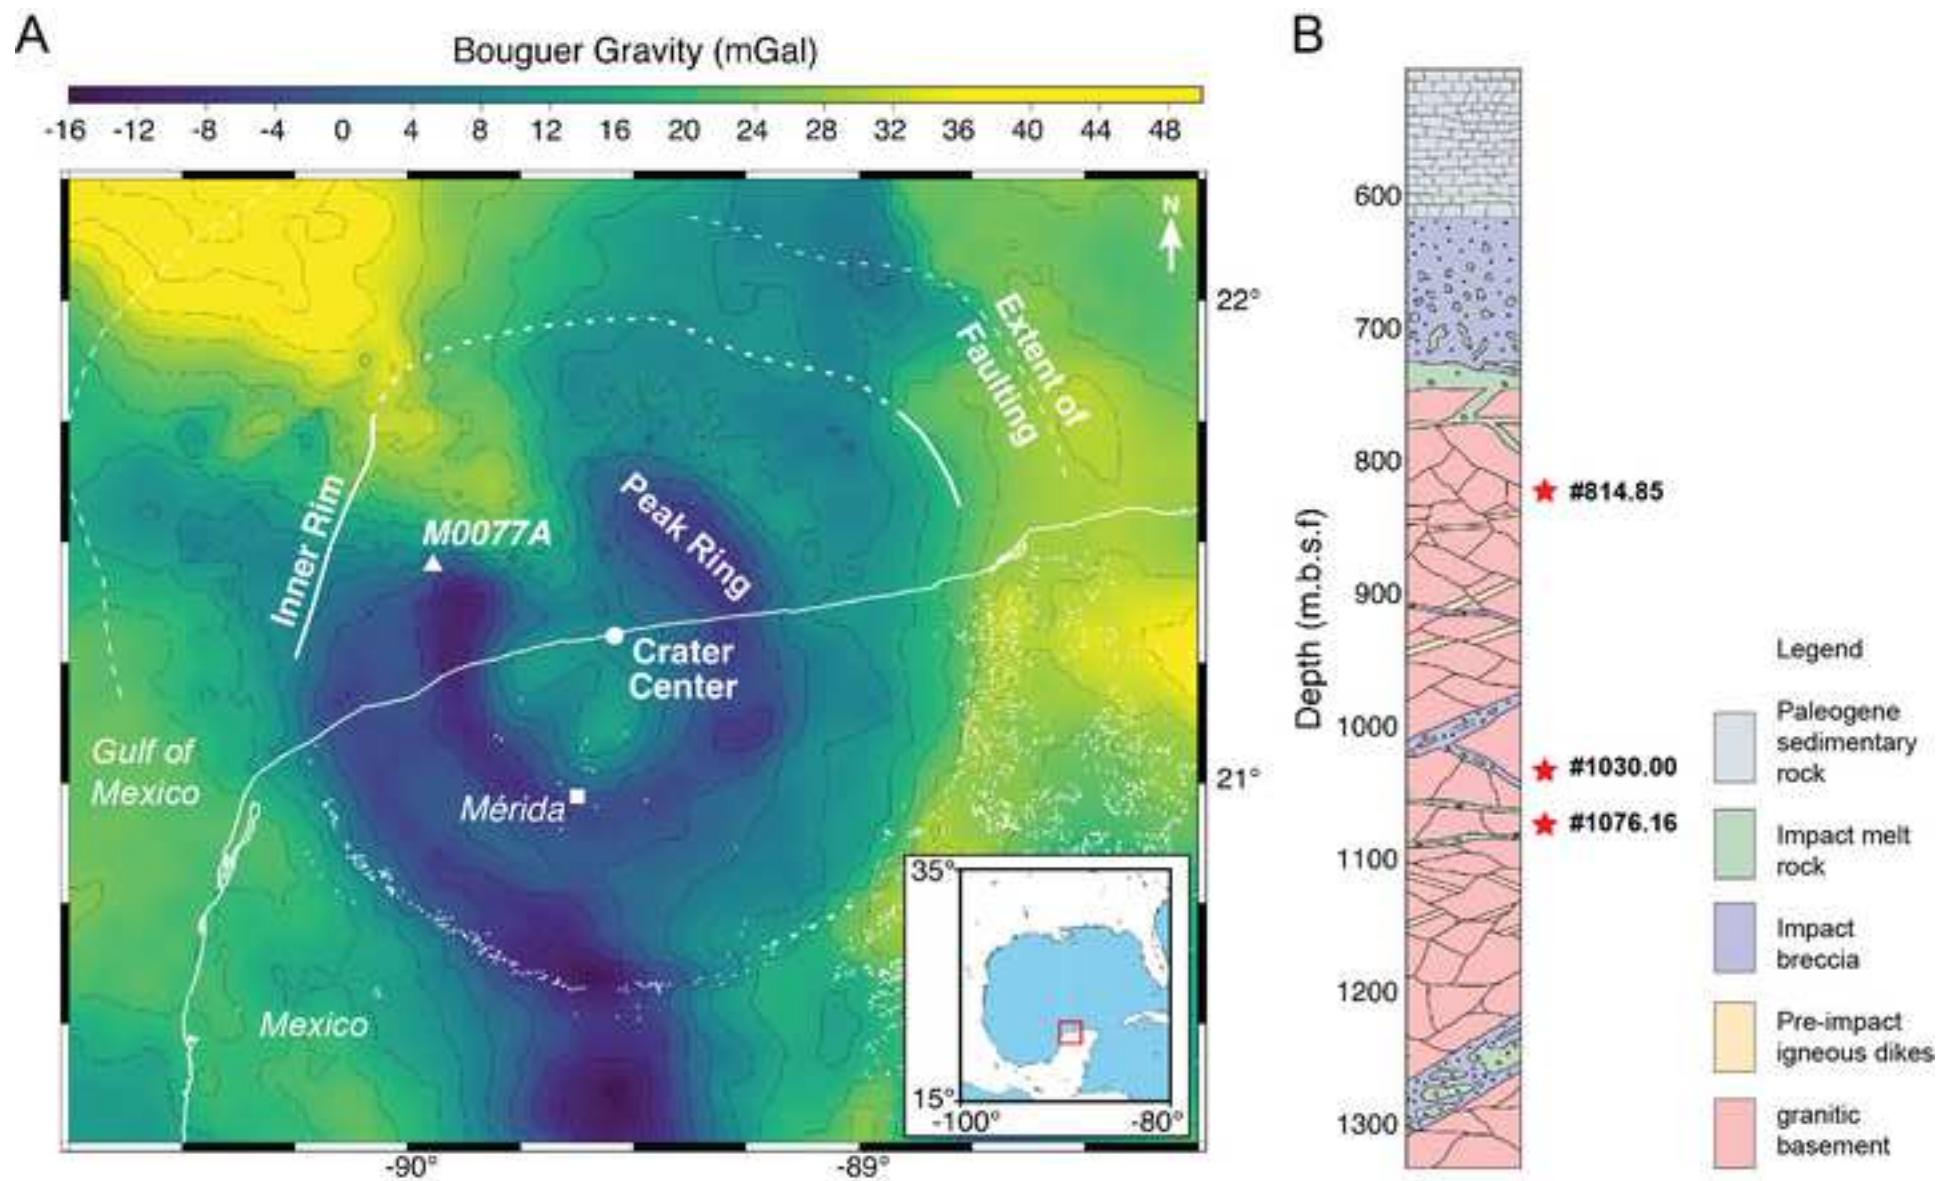 A
Bouguer Gravity (mGal)
-16 -12 -8 -4 0 4 8 12 16 20 24 28 32 36 40 44 48
N
22°
Extent of
Faulting
Inner Rim
M0077A
Peak Ring
Crater
Center
21°
Gulf of
Mexico
Mérida
Mexico
35°
15°
-100° -80°
-90° -89°
B
Depth (m.b.s.f)
600
700
800
#814.85
900
1000
#1030.00
#1076.16
1100
1200
1300
Legend
Paleogene
sedimentary
rock
Impact melt
rock
Impact
breccia
Pre-impact
igneous dikes
granitic
basement